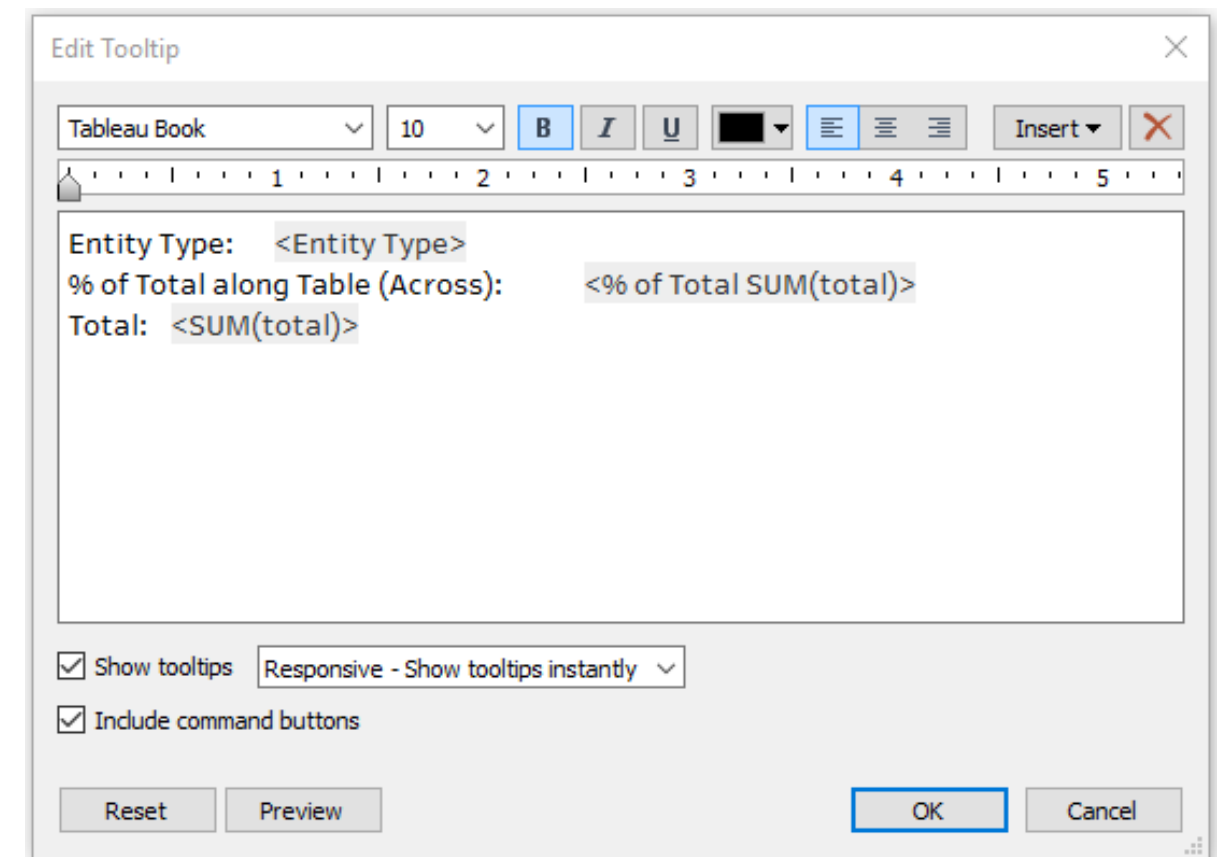 Edit Tooltip
Tableau Book 10 B I U Insert
1 2 3 4 5
Entity Type: <Entity Type>
% of Total along Table (Across): <% of Total SUM(total)>
Total: <SUM(total)>
Show tooltips Responsive - Show tooltips instantly
Include command buttons
Reset Preview OK Cancel